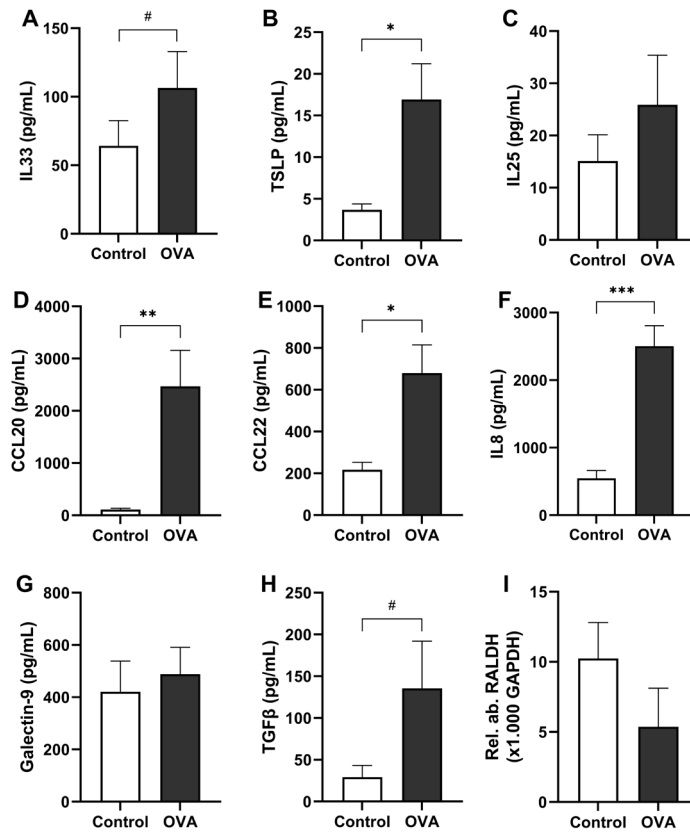 A
#
IL33 (pg/mL)
150
100
50
0
Control OVA
B
*
TSLP (pg/mL)
25
20
15
10
5
0
Control OVA
C
IL25 (pg/mL)
40
30
20
10
0
Control OVA
D
**
CCL20 (pg/mL)
4000
3000
2000
1000
0
Control OVA
E
*
CCL22 (pg/mL)
1000
800
600
400
200
0
Control OVA
F
***
IL8 (pg/mL)
3000
2000
1000
0
Control OVA
G
Galectin-9 (pg/mL)
800
600
400
200
0
Control OVA
H
#
TGFβ (pg/mL)
250
200
150
100
50
0
Control OVA
I
Rel. ab. RALDH
(x1.000 GAPDH)
15
10
5
0
Control OVA